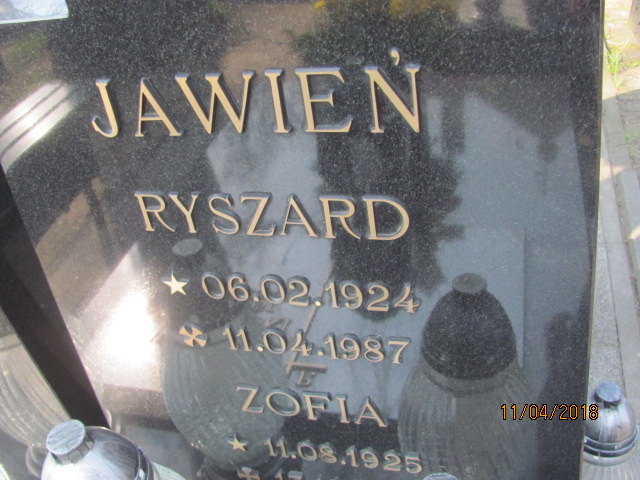 JAWIEŃ
RYSZARD
★ 06.02.1924
11.04.1987
ZOFIA
★ 11.08.1925
11/04/2018